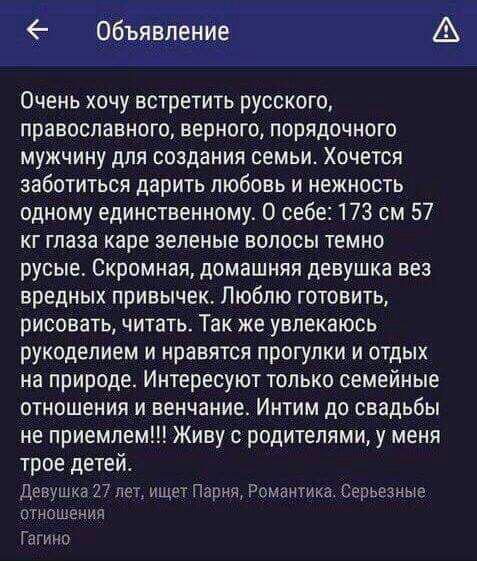 Объявление
Очень хочу встретить русского,
православного, верного, порядочного
мужчину для создания семьи. Хочется
заботиться дарить любовь и нежность
одному единственному. О себе: 173 см 57
кг глаза каре зеленые волосы темно
русые. Скромная, домашняя девушка вез
вредных привычек. Люблю готовить,
рисовать, читать. Так же увлекаюсь
рукоделием и нравятся прогулки и отдых
на природе. Интересуют только семейные
отношения и венчание. Интим до свадьбы
не приемлем!!! Живу с родителями, у меня
трое детей.
Девушка 27 лет, ищет Парня, Романтика. Серьезные
отношения
Гагино